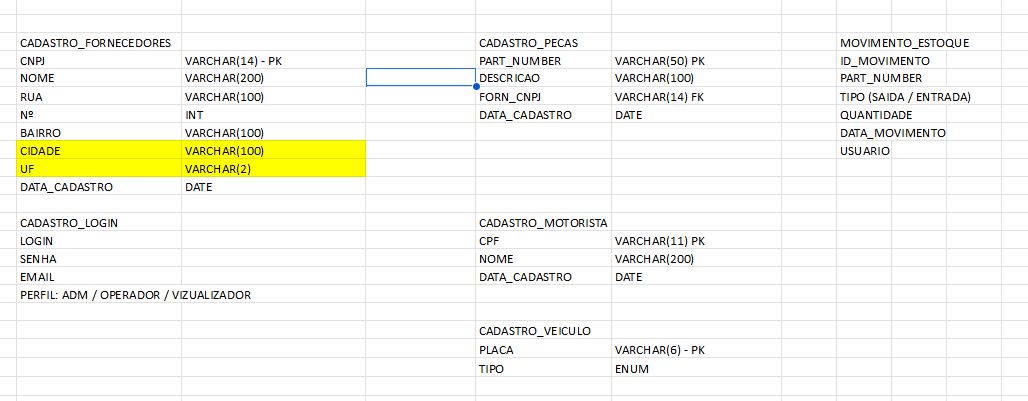 CADASTRO_FORNECEDORES
CNPJ VARCHAR(14) - PK
NOME VARCHAR(200)
RUA VARCHAR(100)
Nº INT
BAIRRO VARCHAR(100)
CIDADE VARCHAR(100)
UF VARCHAR(2)
DATA_CADASTRO DATE
CADASTRO_PECAS
PART_NUMBER VARCHAR(50) PK
DESCRICAO VARCHAR(100)
FORN_CNPJ VARCHAR(14) FK
DATA_CADASTRO DATE
MOVIMENTO_ESTOQUE
ID_MOVIMENTO
PART_NUMBER
TIPO (SAIDA / ENTRADA)
QUANTIDADE
DATA_MOVIMENTO
USUARIO
CADASTRO_LOGIN
LOGIN
SENHA
EMAIL
PERFIL: ADM / OPERADOR / VIZUALIZADOR
CADASTRO_MOTORISTA
CPF VARCHAR(11) PK
NOME VARCHAR(200)
DATA_CADASTRO DATE
CADASTRO_VEICULO
PLACA VARCHAR(6) - PK
TIPO ENUM